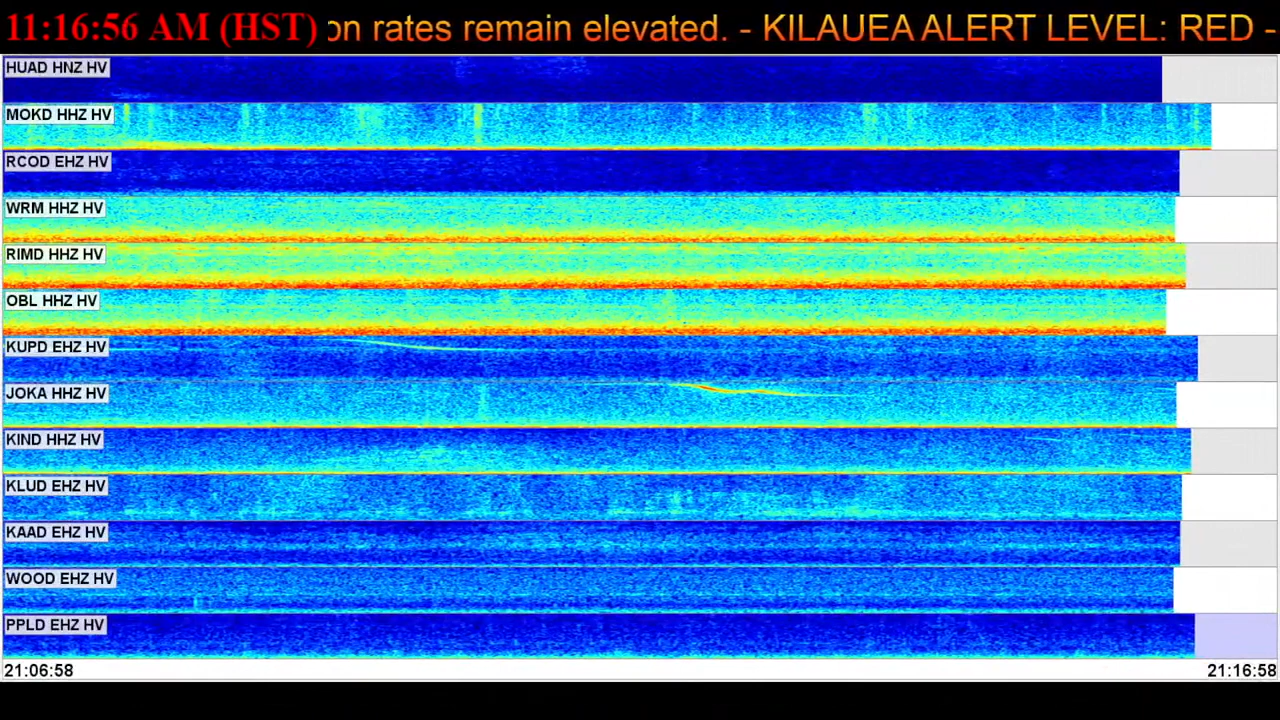 11:16:56 AM (HST) on rates remain elevated. - KILAUEA ALERT LEVEL: RED -
HUAD HNZ HV
MOKD HHZ HV
RCOD EHZ HV
WRM HHZ HV
RIMD HHZ HV
OBL HHZ HV
KUPD EHZ HV
JOKA HHZ HV
KIND HHZ HV
KLUD EHZ HV
KAAD EHZ HV
WOOD EHZ HV
PPLD EHZ HV
21:06:58 21:16:58